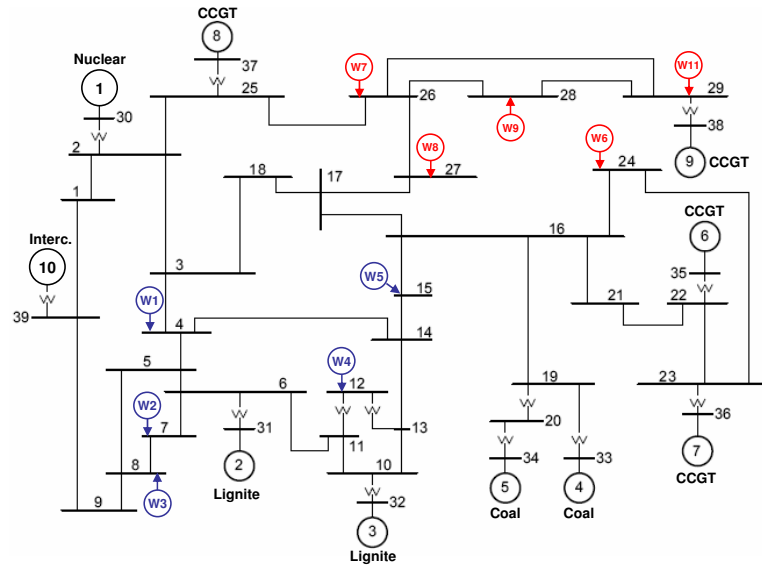 CCGT
8
37
Nuclear
1
30
25
W7
26
28
W11
29
W9
38
9 CCGT
2
18
17
W8
27
W6
24
1
Interc.
10
39
3
16
CCGT
6
35
W5
15
21
22
W1
4
14
5
W4
6
12
19
23
W2
7
31
11
13
20
36
8
2
10
34
33
7
CCGT
W3
9
Lignite
32
5
4
3
Coal
Coal
Lignite